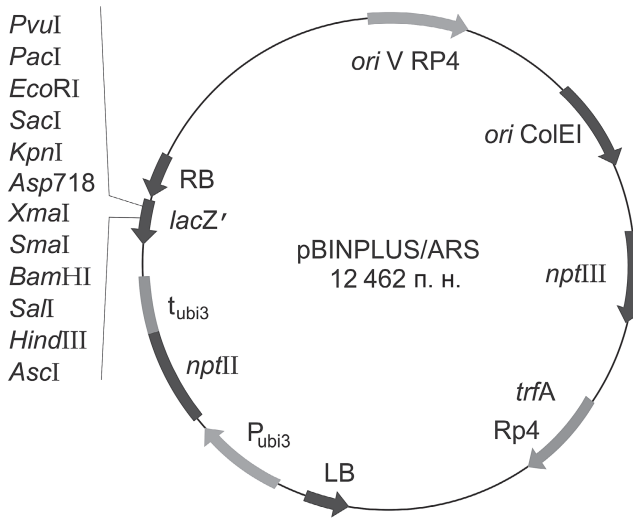 PvuI
PacI
EcoRI
SacI
KpnI
Asp718
XmaI
SmaI
BamHI
SalI
HindIII
AscI
ori V RP4
ori ColEI
RB
lacZ′
pBINPLUS/ARS
12 462 п. н.
nptIII
tubi3
nptII
trfA
Rp4
Pubi3
LB